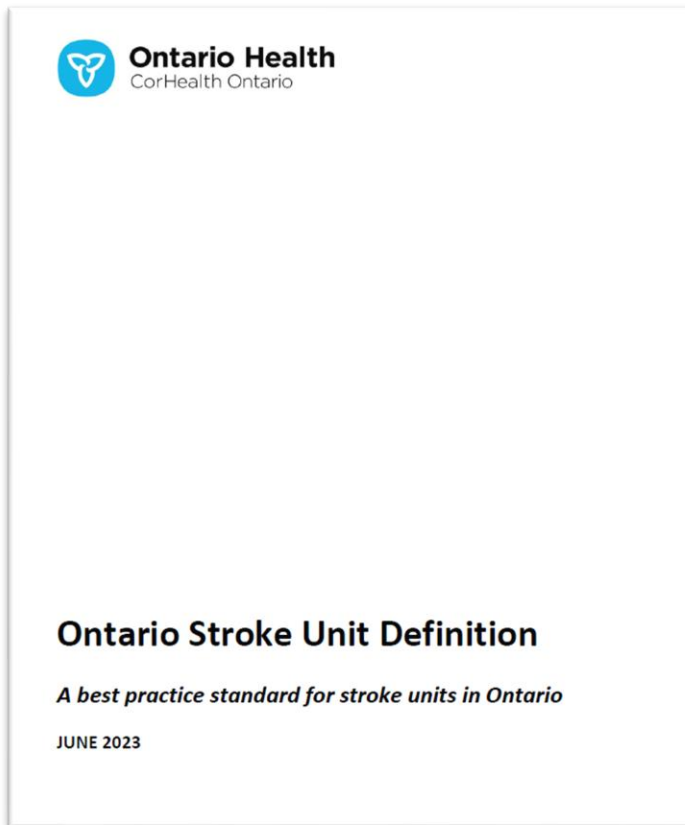 Ontario Health
CorHealth Ontario
Ontario Stroke Unit Definition
A best practice standard for stroke units in Ontario
JUNE 2023